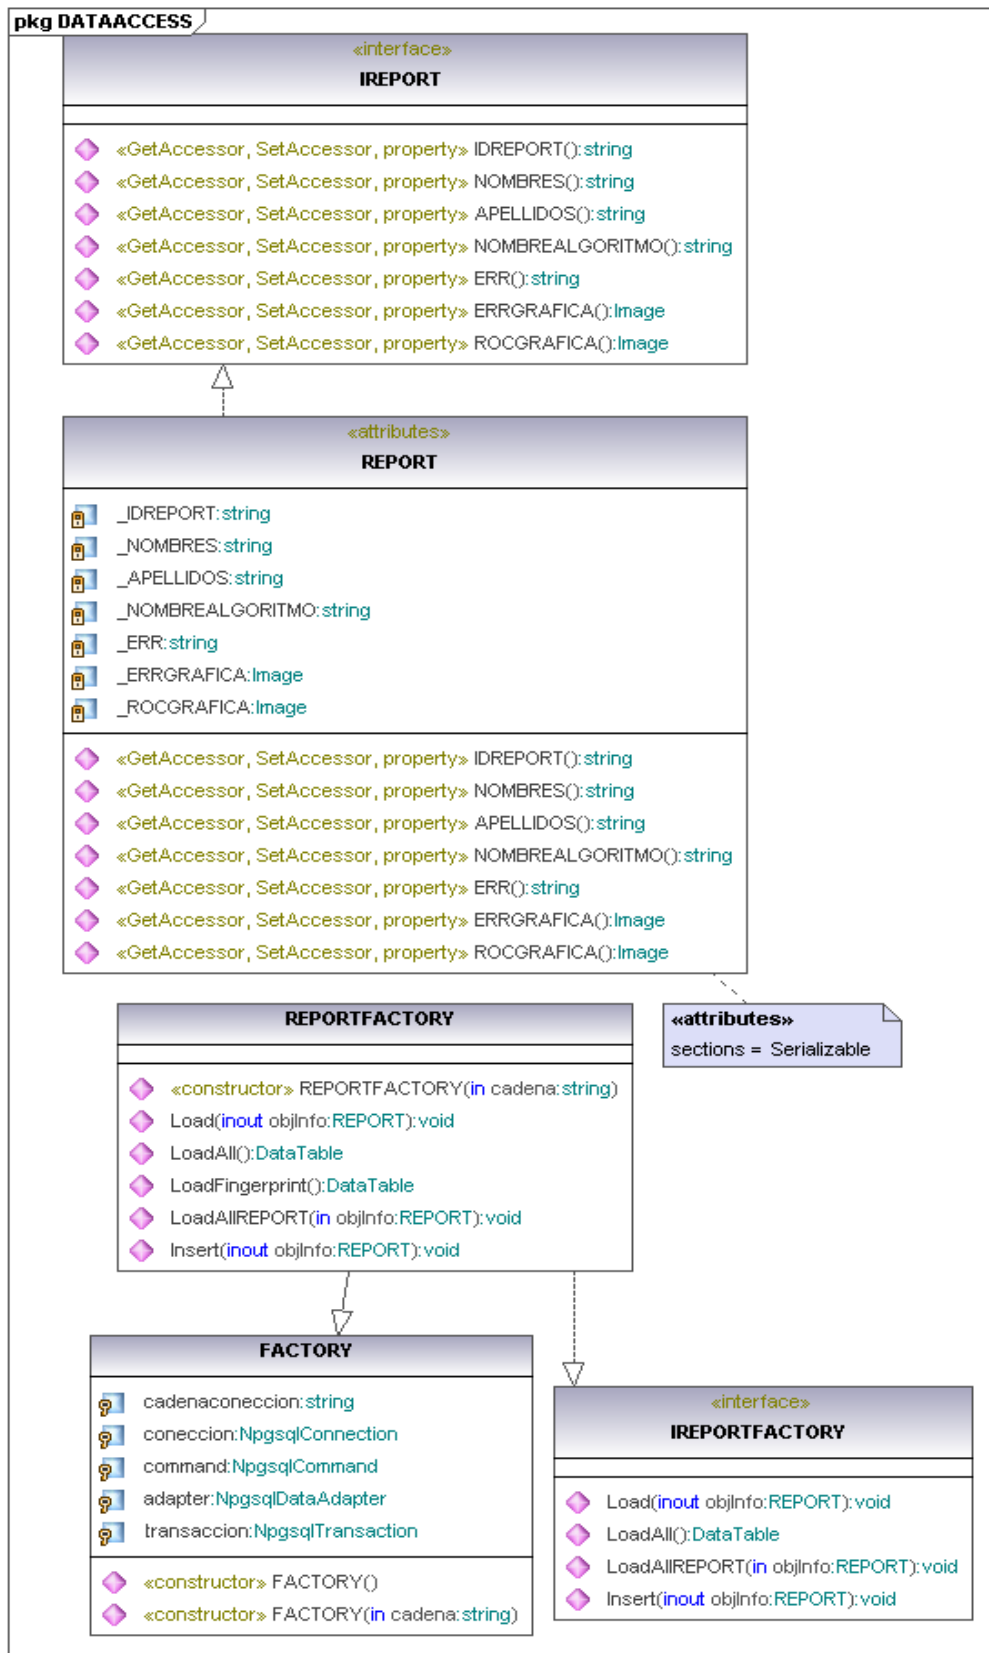 pkg DATAACCESS
«interface»
IREPORT
«GetAccessor, SetAccessor, property» IDREPORT():string
«GetAccessor, SetAccessor, property» NOMBRES():string
«GetAccessor, SetAccessor, property» APELLIDOS():string
«GetAccessor, SetAccessor, property» NOMBREALGORITMO():string
«GetAccessor, SetAccessor, property» ERR():string
«GetAccessor, SetAccessor, property» ERRGRAFICA():Image
«GetAccessor, SetAccessor, property» ROCGRAFICA():Image
«attributes»
REPORT
_IDREPORT:string
_NOMBRES:string
_APELLIDOS:string
_NOMBREALGORITMO:string
_ERR:string
_ERRGRAFICA:Image
_ROCGRAFICA:Image
«GetAccessor, SetAccessor, property» IDREPORT():string
«GetAccessor, SetAccessor, property» NOMBRES():string
«GetAccessor, SetAccessor, property» APELLIDOS():string
«GetAccessor, SetAccessor, property» NOMBREALGORITMO():string
«GetAccessor, SetAccessor, property» ERR():string
«GetAccessor, SetAccessor, property» ERRGRAFICA():Image
«GetAccessor, SetAccessor, property» ROCGRAFICA():Image
«attributes»
sections = Serializable
REPORTFACTORY
«constructor» REPORTFACTORY(in cadena:string)
Load(inout objInfo:REPORT):void
LoadAll():DataTable
LoadFingerprint():DataTable
LoadAllREPORT(in objInfo:REPORT):void
Insert(inout objInfo:REPORT):void
FACTORY
cadenaconeccion:string
coneccion:NpgsqlConnection
command:NpgsqlCommand
adapter:NpgsqlDataAdapter
transaccion:NpgsqlTransaction
«constructor» FACTORY()
«constructor» FACTORY(in cadena:string)
«interface»
IREPORTFACTORY
Load(inout objInfo:REPORT):void
LoadAll():DataTable
LoadAllREPORT(in objInfo:REPORT):void
Insert(inout objInfo:REPORT):void